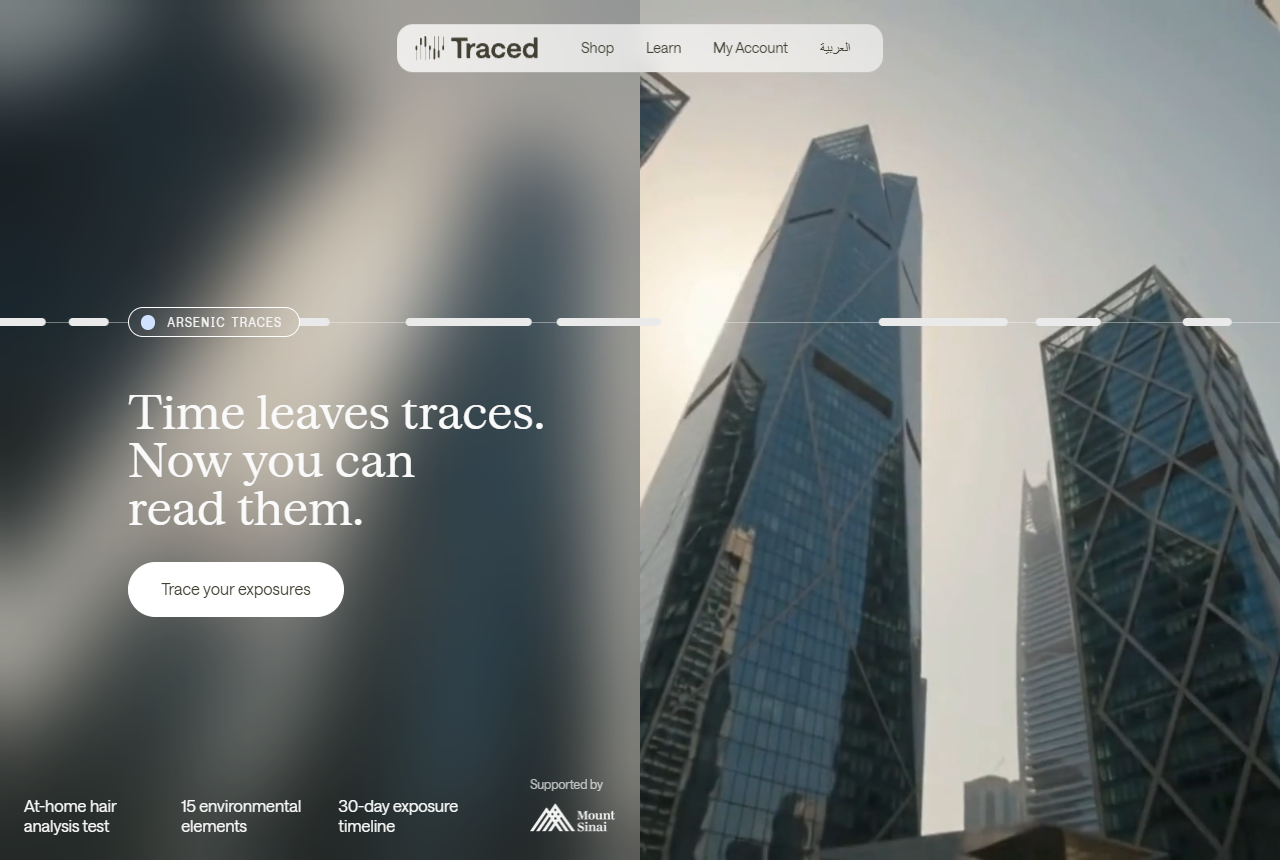 Traced
Shop
Learn
My Account
العربية
ARSENIC TRACES
Time leaves traces.
Now you can
read them.
Trace your exposures
At-home hair
analysis test
15 environmental
elements
30-day exposure
timeline
Supported by
Mount
Sinai